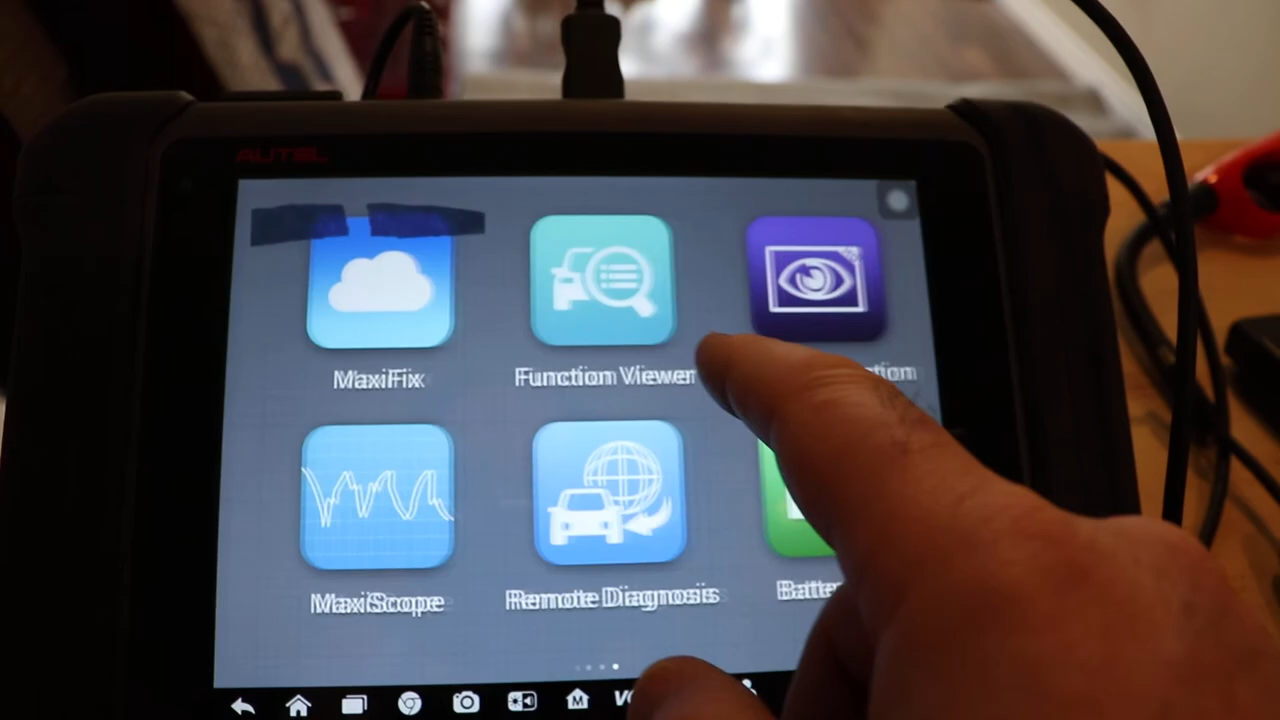 AUTEL
MaxiFix
Function Viewer
MaxiScope
Remote Diagnosis
M